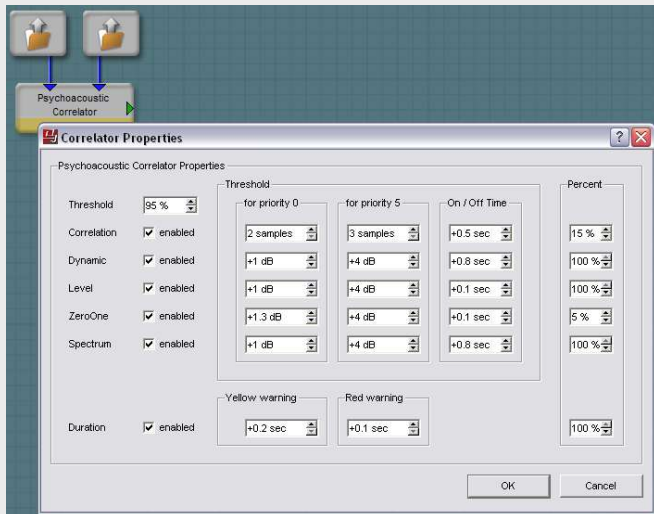 Psychoacoustic
Correlator
Correlator Properties
Psychoacoustic Correlator Properties
Threshold
Percent
Threshold 95 % for priority 0 for priority 5 On / Off Time
Correlation enabled 2 samples 3 samples +0.5 sec 15 %
Dynamic enabled +1 dB +4 dB +0.8 sec 100 %
Level enabled +1 dB +4 dB +0.1 sec 100 %
ZeroOne enabled +1.3 dB +4 dB +0.1 sec 5 %
Spectrum enabled +1 dB +4 dB +0.8 sec 100 %
Yellow warning Red warning
Duration enabled +0.2 sec +0.1 sec 100 %
OK Cancel